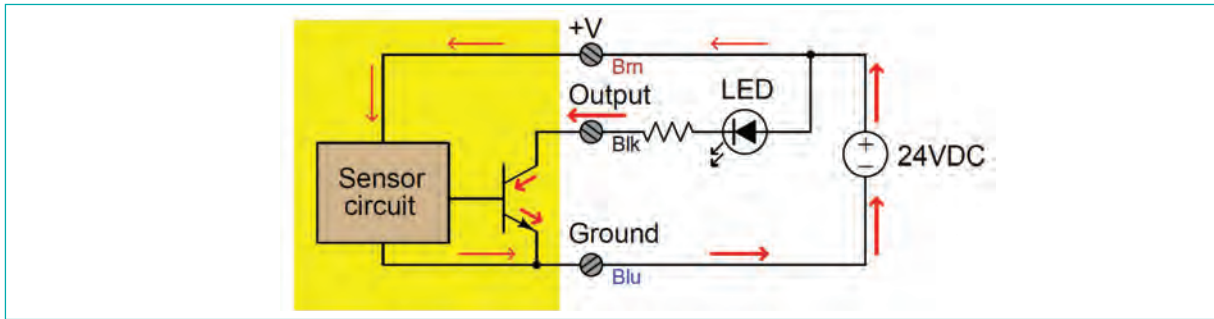 +V
Brn
Output
LED
Blk
+
−
24VDC
Sensor
circuit
Ground
Blu